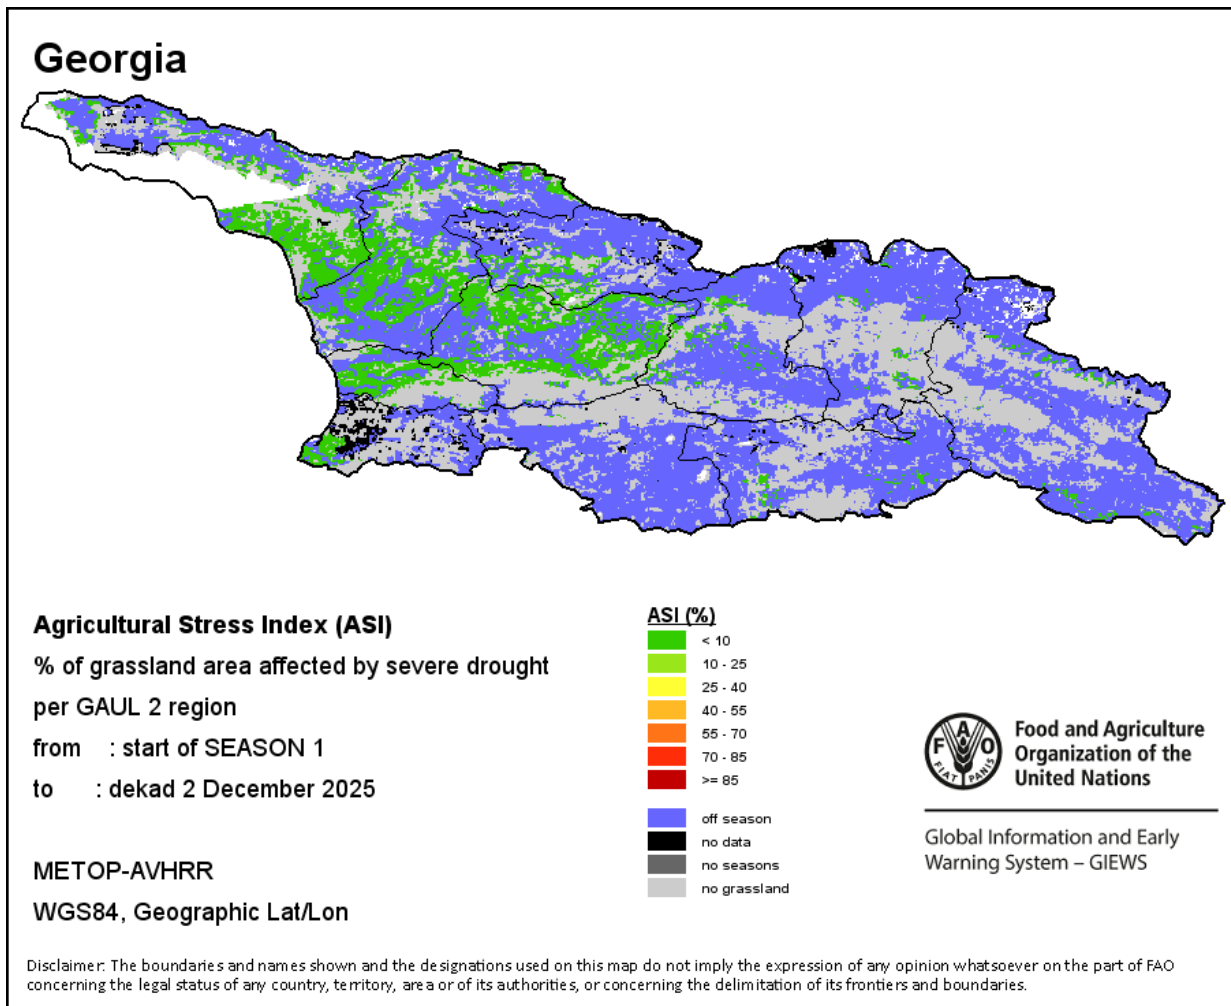 Georgia
Agricultural Stress Index (ASI)
% of grassland area affected by severe drought
per GAUL 2 region
from : start of SEASON 1
to : dekad 2 December 2025
METOP-AVHRR
WGS84, Geographic Lat/Lon
ASI (%)
< 10
10 - 25
25 - 40
40 - 55
55 - 70
70 - 85
>= 85
off season
no data
no seasons
no grassland
F A O
FIAT PANIS
Food and Agriculture
Organization of the
United Nations
Global Information and Early
Warning System – GIEWS
Disclaimer: The boundaries and names shown and the designations used on this map do not imply the expression of any opinion whatsoever on the part of FAO
concerning the legal status of any country, territory, area or of its authorities, or concerning the delimitation of its frontiers and boundaries.